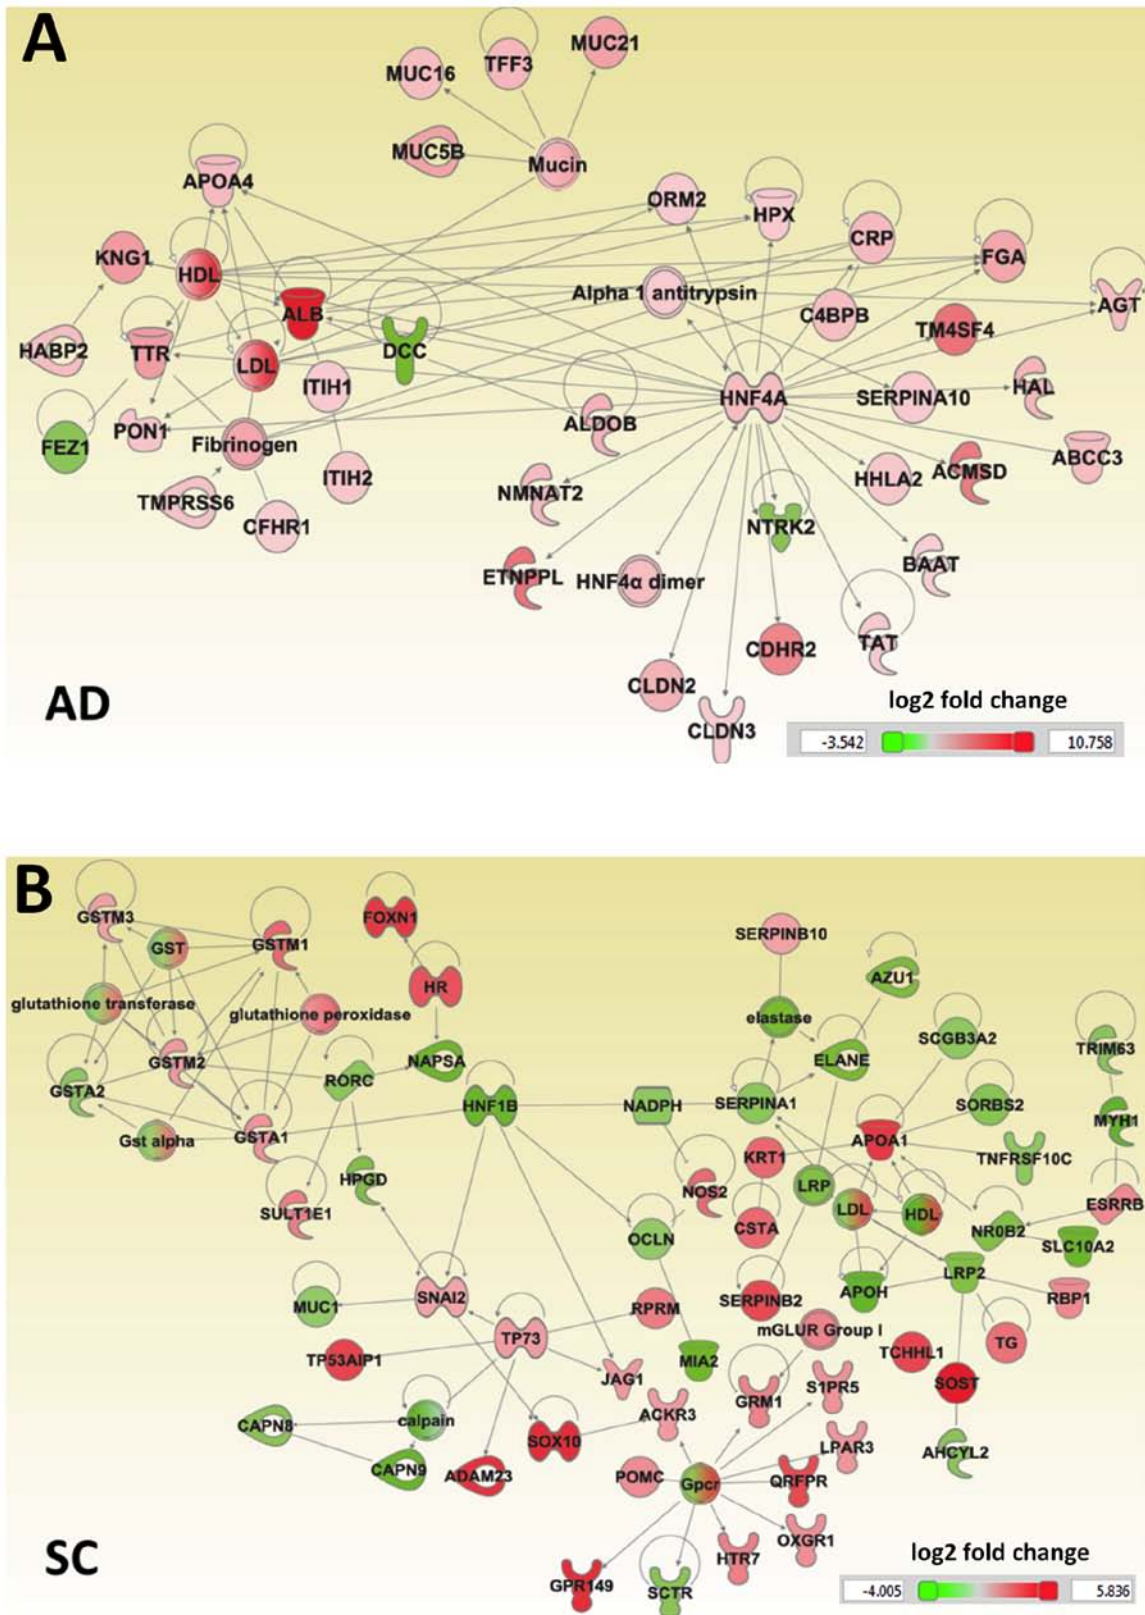 A
MUC21
TFF3
MUC16
MUC5B
Mucin
APOA4
ORM2
HPX
CRP
KNG1
HDL
FGA
Alpha 1 antitrypsin
AGT
ALB
C4BPB
TM4SF4
HABP2
TTR
DCC
LDL
ITIH1
HNF4A
SERPINA10
HAL
ALDOB
PON1
FEZ1
Fibrinogen
ABCC3
ITIH2
HHLA2
ACMSD
NMNAT2
TMPRSS6
CFHR1
NTRK2
BAAT
ETNPPL
HNF4α dimer
TAT
CDHR2
CLDN2
CLDN3
AD
log2 fold change
-3.542
10.758
B
GSTM3
FOXN1
GST
GSTM1
SERPINB10
AZU1
HR
glutathione transferase
glutathione peroxidase
elastase
SCGB3A2
TRIM63
GSTM2
NAPSA
ELANE
RORC
GSTA2
HNF1B
NADPH
SERPINA1
SORBS2
MYH1
Gst alpha
GSTA1
APOA1
KRT1
TNFRSF10C
HPGD
NOS2
LRP
SULT1E1
LDL
HDL
ESRRB
CSTA
NR0B2
OCLN
SLC10A2
LRP2
APOH
SNAI2
MUC1
RPRM
SERPINB2
RBP1
TP73
mGLUR Group I
TG
TP53AIP1
MIA2
TCHHL1
JAG1
SOST
S1PR5
GRM1
ACKR3
CAPN8
calpain
SOX10
LPAR3
AHCYL2
CAPN9
ADAM23
POMC
Gpcr
QRFPR
OXGR1
HTR7
GPR149
SCTR
SC
log2 fold change
-4.005
5.836